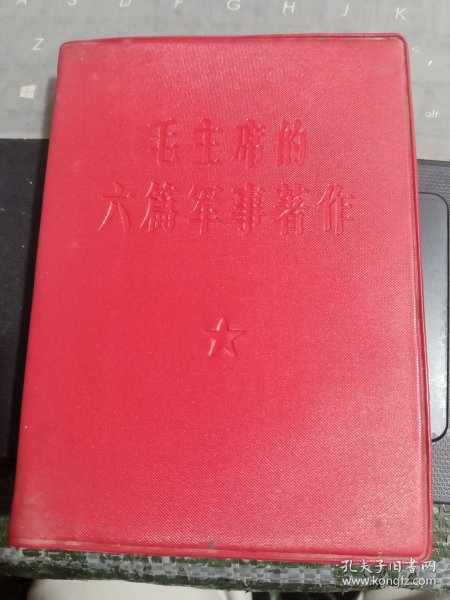 A S D F G H J K L
Z
alt
毛主席的
六篇军事著作
孔夫子旧书网
www.kongfz.com